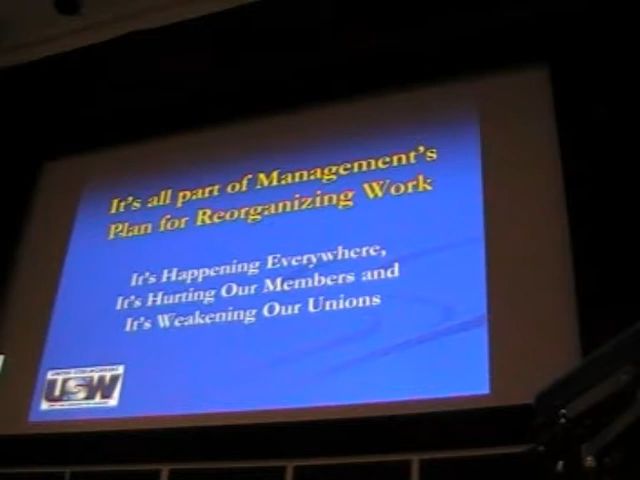 It's all part of Management's
Plan for Reorganizing Work
It's Happening Everywhere,
It's Hurting Our Members and
It's Weakening Our Unions
USW